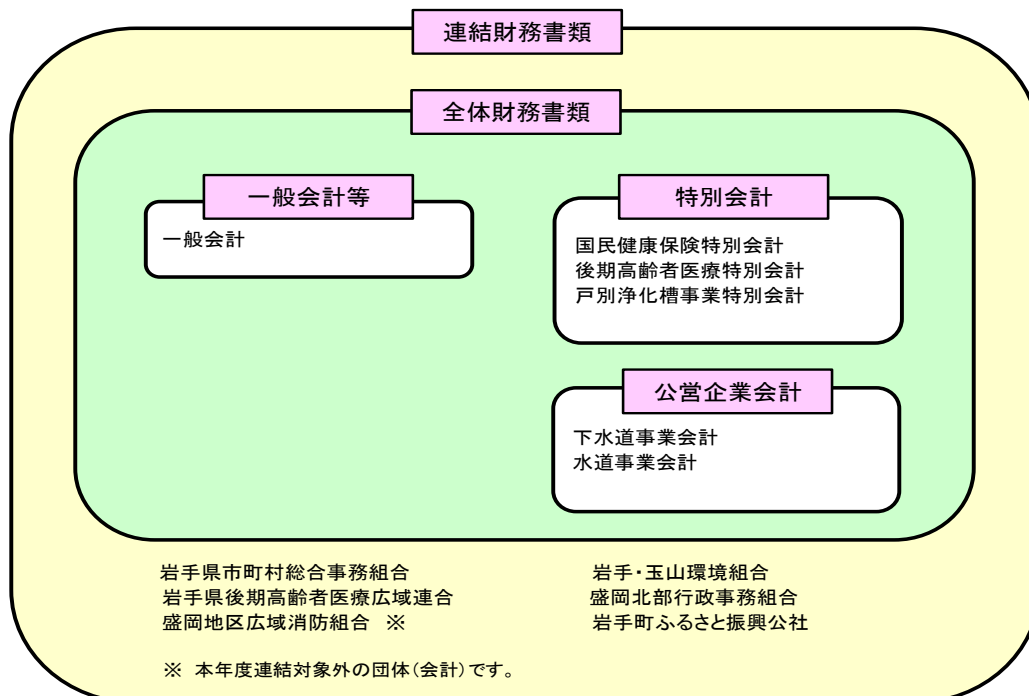 連結財務書類
全体財務書類
一般会計等
一般会計
特別会計
国民健康保険特別会計
後期高齢者医療特別会計
戸別浄化槽事業特別会計
公営企業会計
下水道事業会計
水道事業会計
岩手県市町村総合事務組合
岩手県後期高齢者医療広域連合
盛岡地区広域消防組合 ※
岩手・玉山環境組合
盛岡北部行政事務組合
岩手町ふるさと振興公社
※ 本年度連結対象外の団体(会計)です。